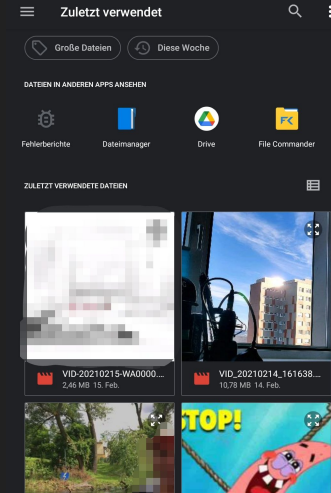 Zuletzt verwendet
Große Dateien
Diese Woche
DATEIEN IN ANDEREN APPS ANSEHEN
Fehlerberichte
Dateimanager
Drive
FK
File Commander
ZULETZT VERWENDETE DATEIEN
VID-20210215-WA0000....
2,46 MB 15. Feb.
VID_20210214_161638....
10,78 MB 14. Feb.
STOP!